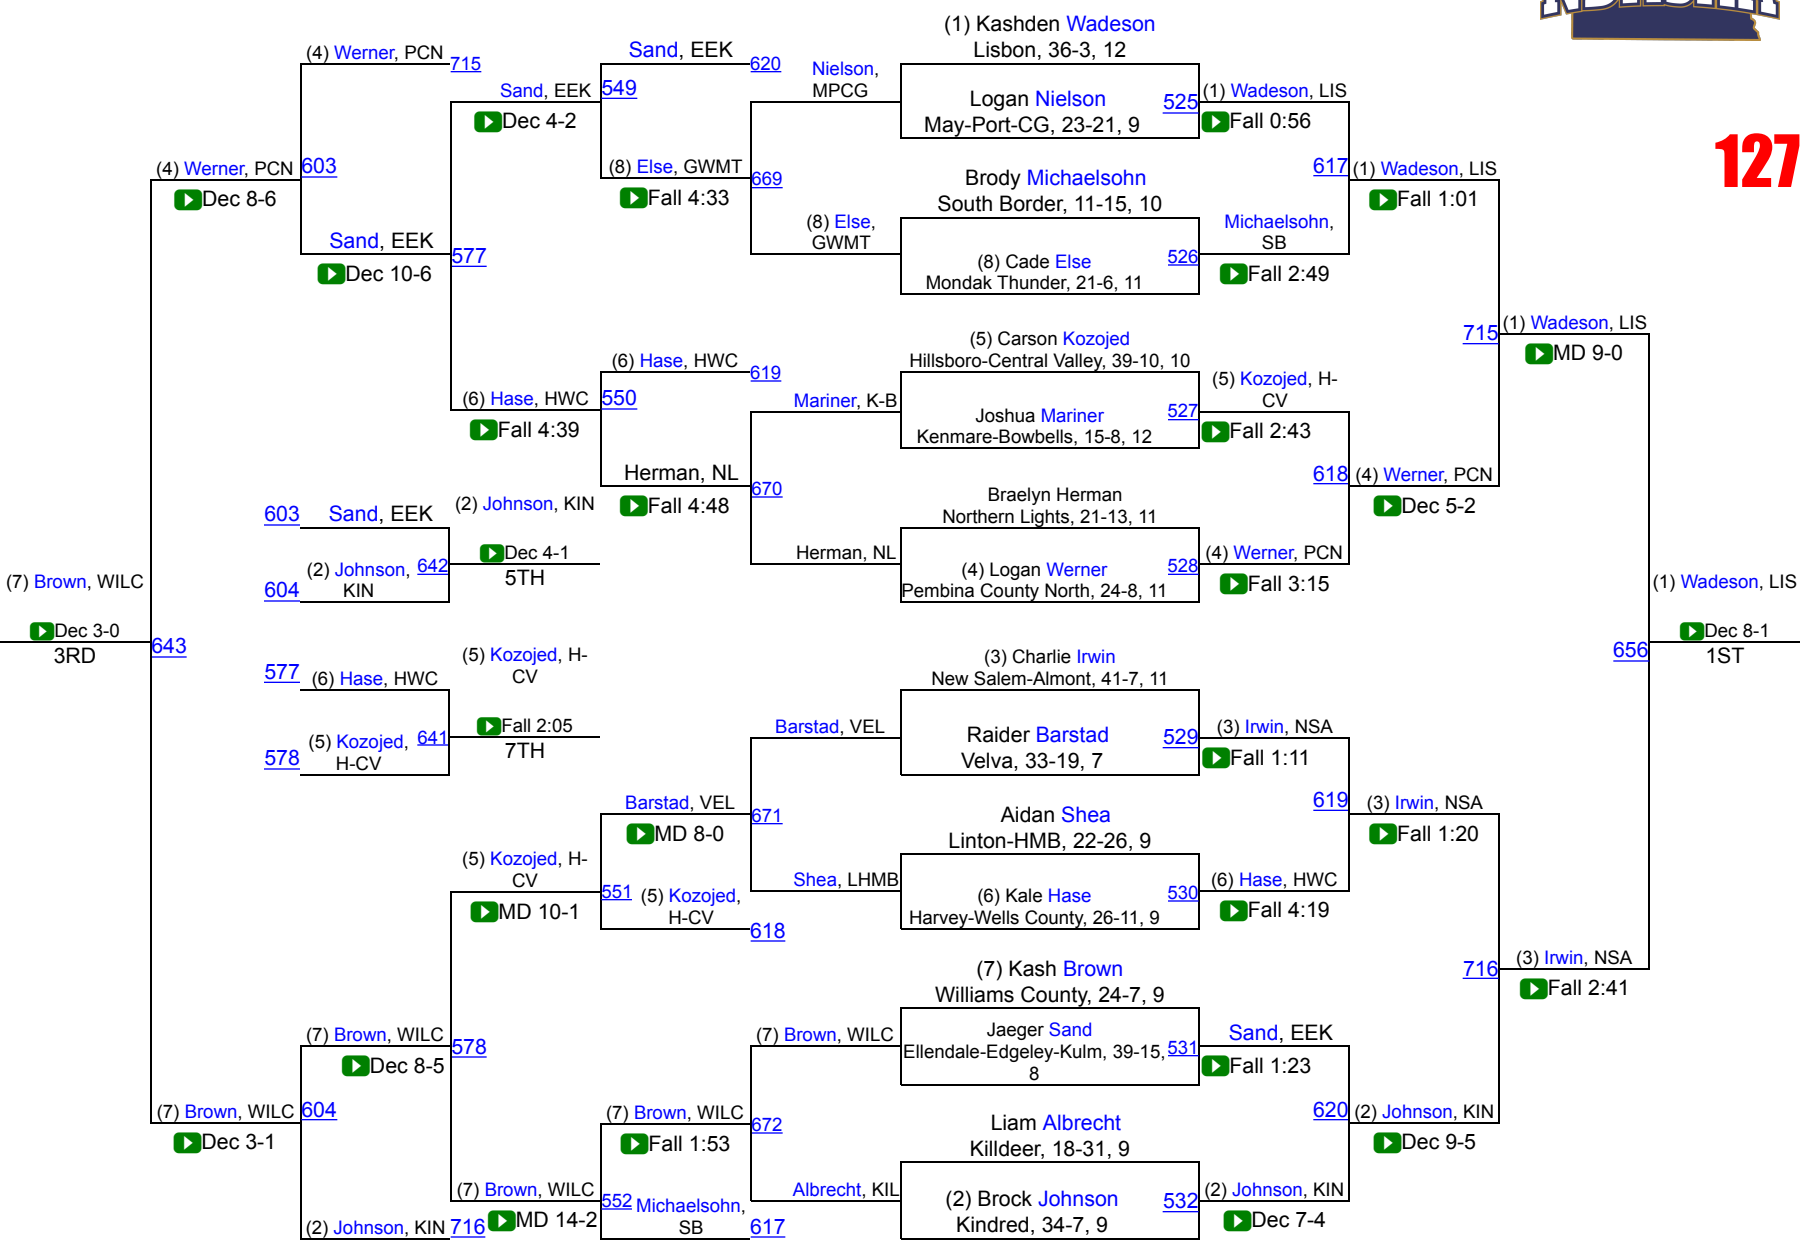 NDHSAA
127
(1) Kashden Wadeson
Lisbon, 36-3, 12
Logan Nielson
May-Port-CG, 23-21, 9
525
Brody Michaelsohn
South Border, 11-15, 10
(8) Cade Else
Mondak Thunder, 21-6, 11
526
(5) Carson Kozojed
Hillsboro-Central Valley, 39-10, 10
Joshua Mariner
Kenmare-Bowbells, 15-8, 12
527
Braelyn Herman
Northern Lights, 21-13, 11
(4) Logan Werner
Pembina County North, 24-8, 11
528
(3) Charlie Irwin
New Salem-Almont, 41-7, 11
Raider Barstad
Velva, 33-19, 7
529
Aidan Shea
Linton-HMB, 22-26, 9
(6) Kale Hase
Harvey-Wells County, 26-11, 9
530
(7) Kash Brown
Williams County, 24-7, 9
Jaeger Sand
Ellendale-Edgeley-Kulm, 39-15,
8
531
Liam Albrecht
Killdeer, 18-31, 9
(2) Brock Johnson
Kindred, 34-7, 9
532
(1) Wadeson, LIS
Fall 0:56
617
Michaelsohn,
SB
Fall 2:49
(5) Kozojed, H-
CV
Fall 2:43
618
(4) Werner, PCN
Fall 3:15
(3) Irwin, NSA
Fall 1:11
619
(6) Hase, HWC
Fall 4:19
Sand, EEK
Fall 1:23
620
(2) Johnson, KIN
Dec 7-4
(1) Wadeson, LIS
Fall 1:01
715
(4) Werner, PCN
Dec 5-2
(3) Irwin, NSA
Fall 1:20
716
(2) Johnson, KIN
Dec 9-5
(1) Wadeson, LIS
MD 9-0
656
(3) Irwin, NSA
Fall 2:41
(1) Wadeson, LIS
Dec 8-1
1ST
Nielson,
MPCG
669
(8) Else,
GWMT
Mariner, K-B
670
Herman, NL
Barstad, VEL
671
Shea, LHMB
(7) Brown, WILC
672
Albrecht, KIL
Sand, EEK
620
549
(8) Else, GWMT
Fall 4:33
(6) Hase, HWC
619
550
Herman, NL
Fall 4:48
Barstad, VEL
MD 8-0
551
(5) Kozojed,
H-CV
618
(7) Brown, WILC
Fall 1:53
552
Michaelsohn,
SB
617
Sand, EEK
Dec 4-2
577
(6) Hase, HWC
Fall 4:39
(5) Kozojed, H-
CV
MD 10-1
578
(7) Brown, WILC
MD 14-2
(4) Werner, PCN
715
603
Sand, EEK
Dec 10-6
(7) Brown, WILC
Dec 8-5
604
(2) Johnson, KIN
716
(4) Werner, PCN
Dec 8-6
643
(7) Brown, WILC
Dec 3-1
(7) Brown, WILC
Dec 3-0
3RD
603
Sand, EEK
604
(2) Johnson,
KIN
642
(2) Johnson, KIN
Dec 4-1
5TH
577
(6) Hase, HWC
578
(5) Kozojed,
H-CV
641
(5) Kozojed, H-
CV
Fall 2:05
7TH